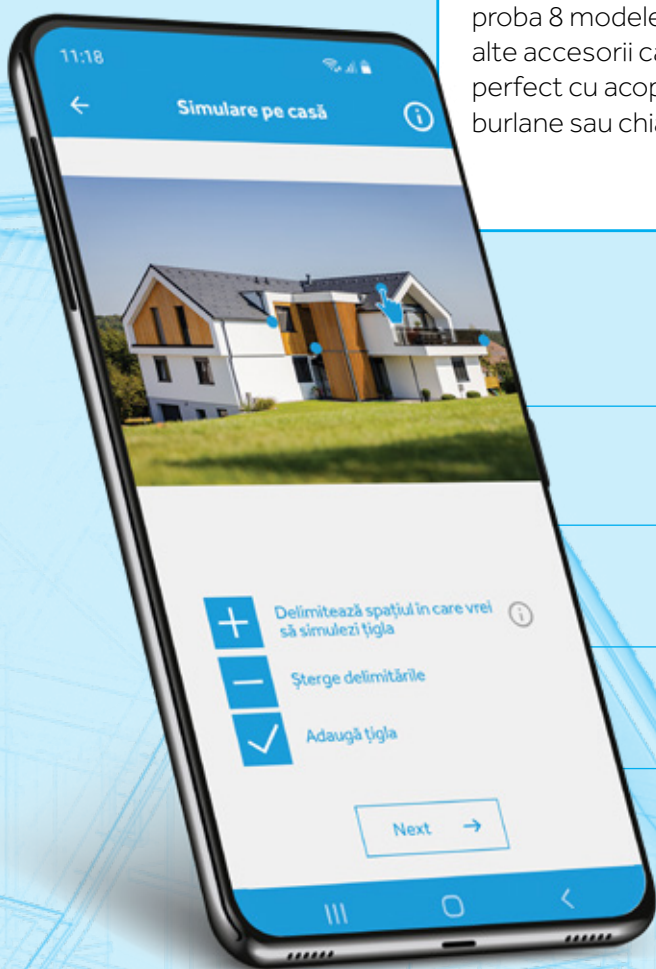 proba 8 modele
alte accesorii ca
perfect cu acop
burlane sau chia
11:18
Simulare pe casă
Delimitează spațiul în care vrei
să simulezi țigla
Șterge delimitările
Adaugă țigla
Next